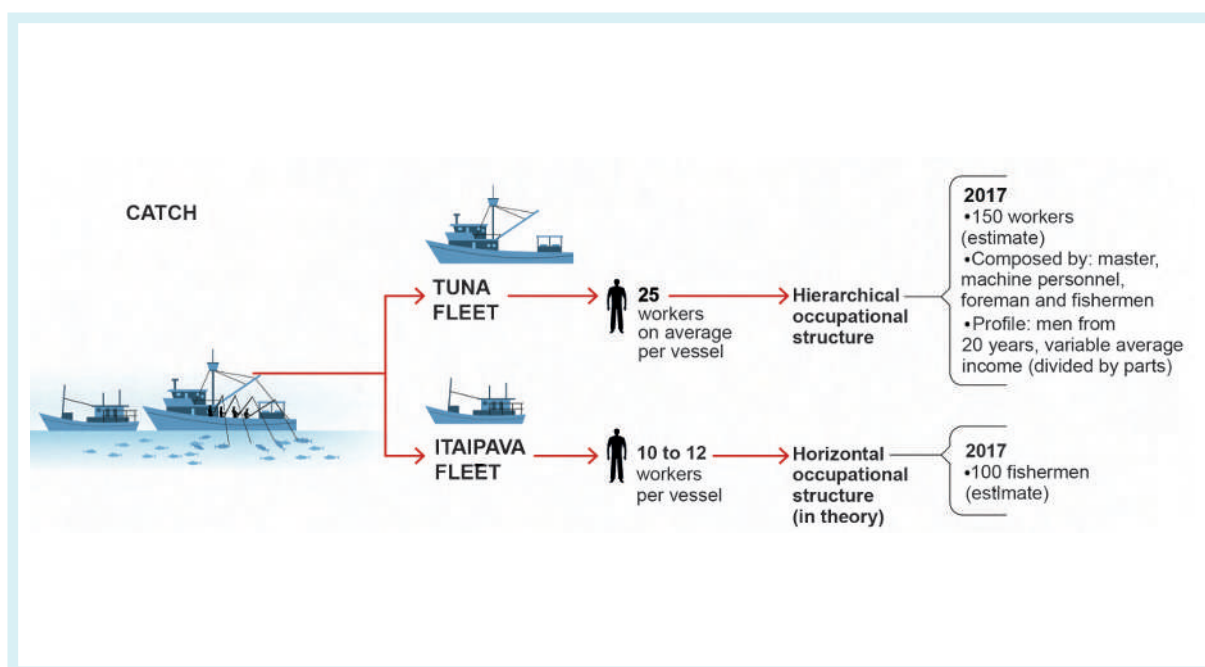 CATCH
TUNA
FLEET
25
workers
on average
per vessel
Hierarchical
occupational
structure
2017
•150 workers
(estimate)
•Composed by: master,
machine personnel,
foreman and fishermen
•Profile: men from
20 years, variable average
income (divided by parts)
ITAIPAVA
FLEET
10 to 12
workers
per vessel
Horizontal
occupational
structure
(in theory)
2017
•100 fishermen
(estlmate)